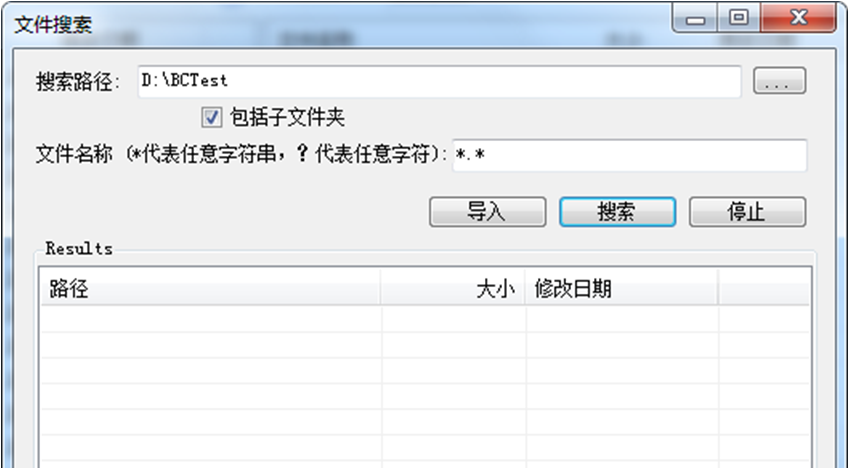 文件搜索
搜索路径: D:\BCTest ...
包括子文件夹
文件名称 (*代表任意字符串, ? 代表任意字符): *.*
导入 搜索 停止
Results
路径 大小 修改日期